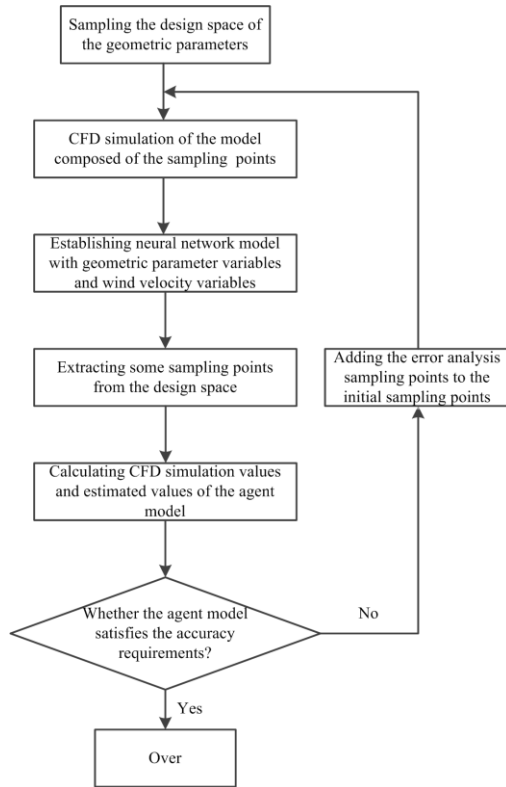 Sampling the design space of
the geometric parameters
CFD simulation of the model
composed of the sampling points
Establishing neural network model
with geometric parameter variables
and wind velocity variables
Extracting some sampling points
from the design space
Adding the error analysis
sampling points to the
initial sampling points
Calculating CFD simulation values
and estimated values of the agent
model
Whether the agent model
satisfies the accuracy
requirements?
No
Yes
Over